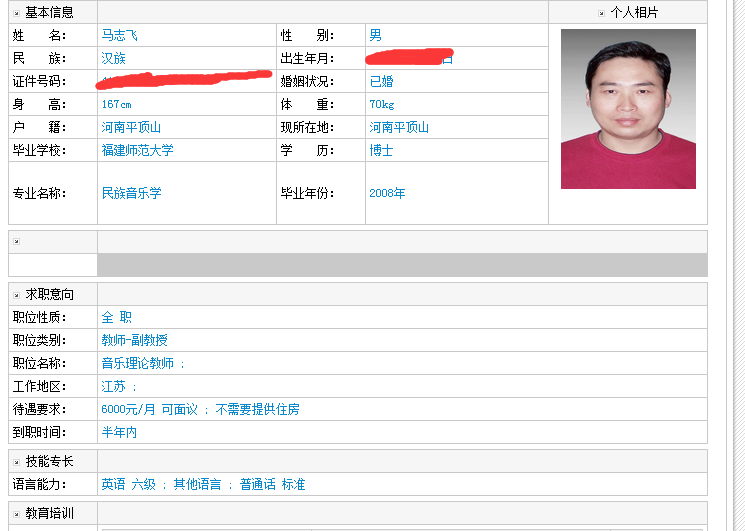 基本信息 个人相片
姓 名： 马志飞 性 别： 男
民 族： 汉族 出生年月： 日
证件号码： 婚姻状况： 已婚
身 高： 167cm 体 重： 70kg
户 籍： 河南平顶山 现所在地： 河南平顶山
毕业学校： 福建师范大学 学 历： 博士
专业名称： 民族音乐学 毕业年份： 2008年
求职意向
职位性质： 全 职
职位类别： 教师-副教授
职位名称： 音乐理论教师 ；
工作地区： 江苏 ；
待遇要求： 6000元/月 可面议 ； 不需要提供住房
到职时间： 半年内
技能专长
语言能力： 英语 六级 ； 其他语言 ； 普通话 标准
教育培训